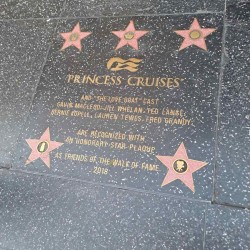 PRINCESS CRUISES
AND "THE LOVE BOAT" CAST
GAVIN MACLEOD, JILL WHELAN, TED LANGE,
BERNIE KOPELL, LAUREN TEWES, FRED GRANDY
ARE RECOGNIZED WITH
AN HONORARY STAR PLAQUE
AS FRIENDS OF THE WALK OF FAME
2018